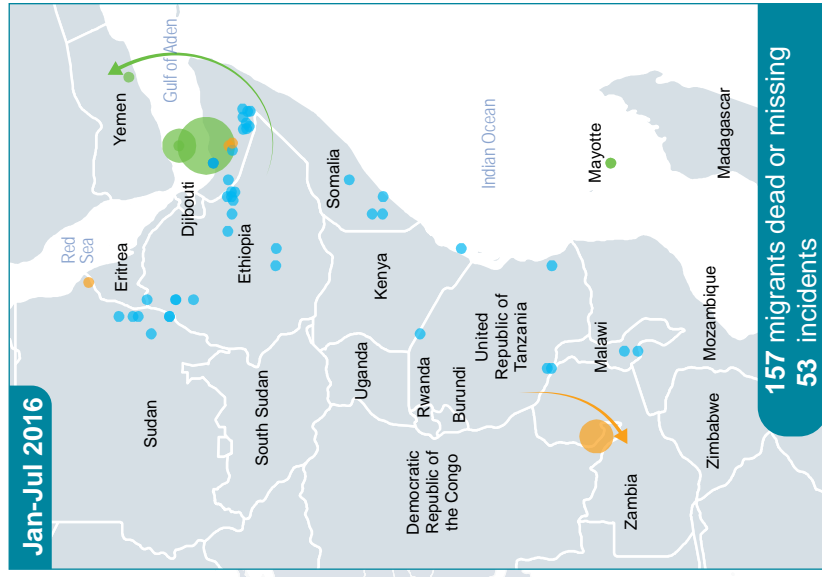 Jan-Jul 2016
Red
Sea
Yemen
Gulf of Aden
Eritrea
Djibouti
Sudan
Ethiopia
Somalia
South Sudan
Indian Ocean
Uganda
Kenya
Rwanda
Burundi
Democratic
Republic of
the Congo
United
Republic of
Tanzania
Mayotte
Malawi
Zambia
Mozambique
Madagascar
Zimbabwe
157 migrants dead or missing
53 incidents